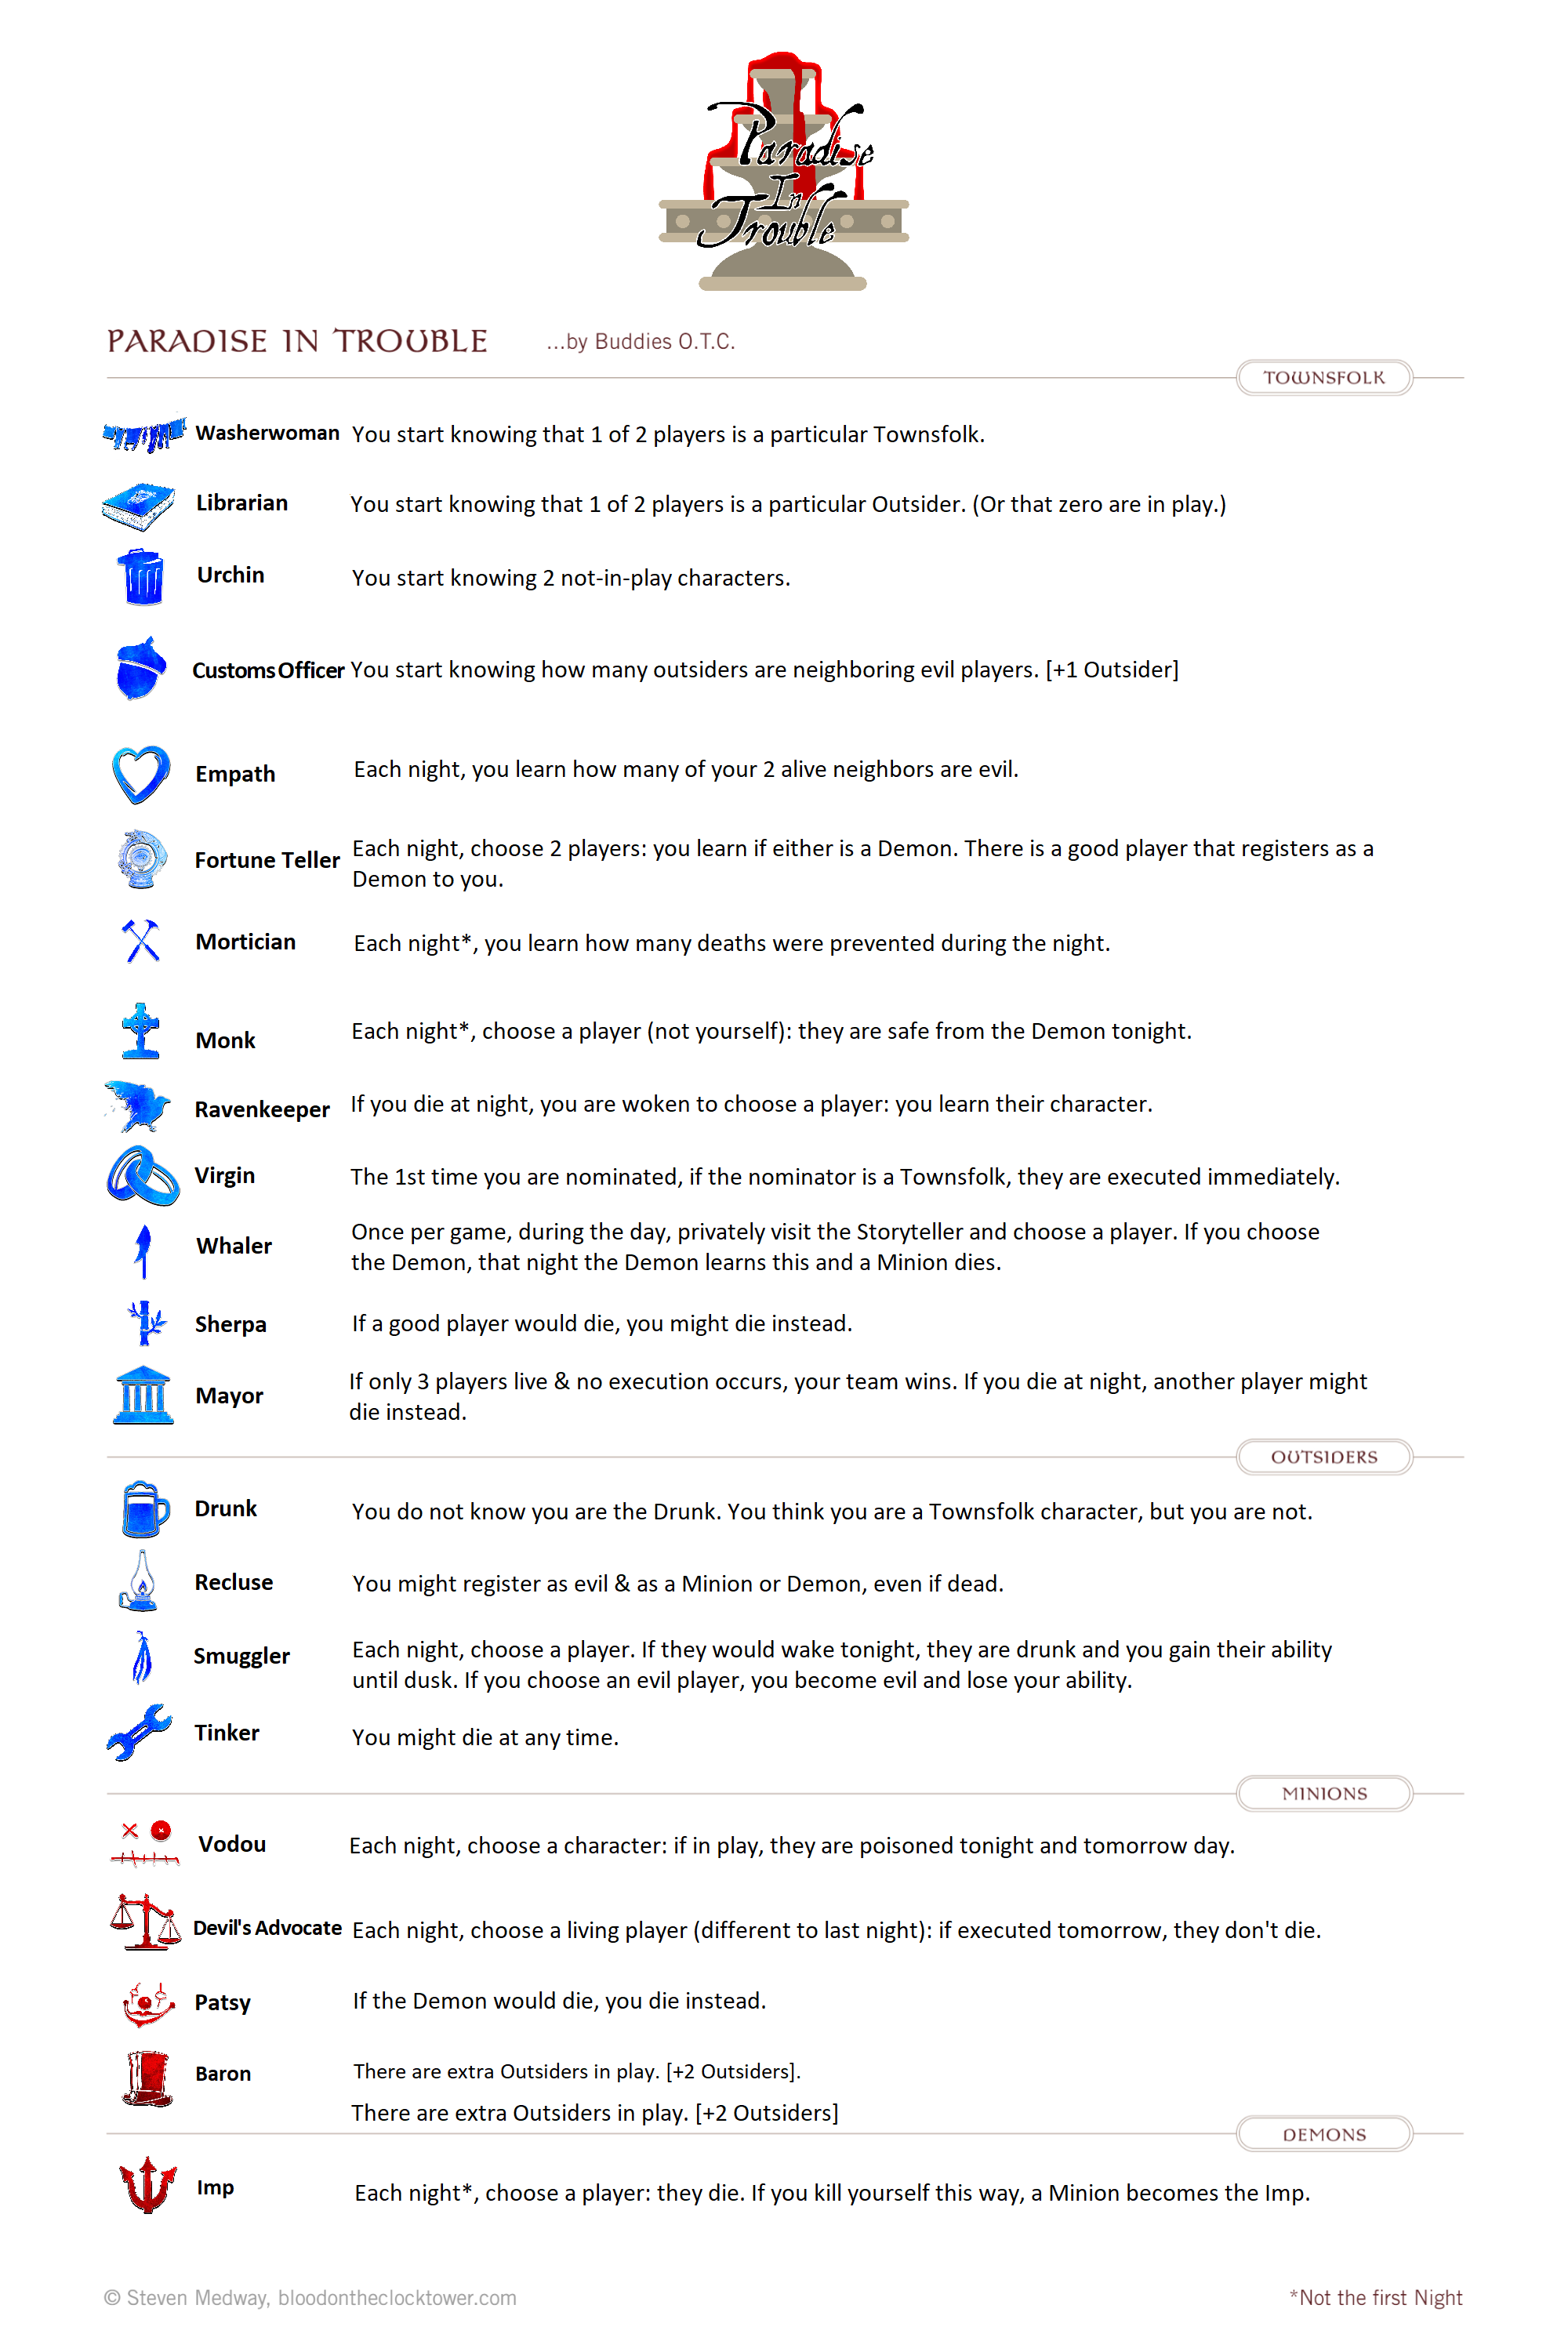 Paradise
In
Trouble
PARADISE IN TROUBLE ...by Buddies O.T.C.
TOWNSFOLK
Washerwoman You start knowing that 1 of 2 players is a particular Townsfolk.
Librarian You start knowing that 1 of 2 players is a particular Outsider. (Or that zero are in play.)
Urchin You start knowing 2 not-in-play characters.
Customs Officer You start knowing how many outsiders are neighboring evil players. [+1 Outsider]
Empath Each night, you learn how many of your 2 alive neighbors are evil.
Fortune Teller Each night, choose 2 players: you learn if either is a Demon. There is a good player that registers as a
Demon to you.
Mortician Each night*, you learn how many deaths were prevented during the night.
Monk Each night*, choose a player (not yourself): they are safe from the Demon tonight.
Ravenkeeper If you die at night, you are woken to choose a player: you learn their character.
Virgin The 1st time you are nominated, if the nominator is a Townsfolk, they are executed immediately.
Whaler Once per game, during the day, privately visit the Storyteller and choose a player. If you choose
the Demon, that night the Demon learns this and a Minion dies.
Sherpa If a good player would die, you might die instead.
Mayor If only 3 players live & no execution occurs, your team wins. If you die at night, another player might
die instead.
OUTSIDERS
Drunk You do not know you are the Drunk. You think you are a Townsfolk character, but you are not.
Recluse You might register as evil & as a Minion or Demon, even if dead.
Smuggler Each night, choose a player. If they would wake tonight, they are drunk and you gain their ability
until dusk. If you choose an evil player, you become evil and lose your ability.
Tinker You might die at any time.
MINIONS
Vodou Each night, choose a character: if in play, they are poisoned tonight and tomorrow day.
Devil's Advocate Each night, choose a living player (different to last night): if executed tomorrow, they don't die.
Patsy If the Demon would die, you die instead.
Baron There are extra Outsiders in play. [+2 Outsiders].
There are extra Outsiders in play. [+2 Outsiders]
DEMONS
Imp Each night*, choose a player: they die. If you kill yourself this way, a Minion becomes the Imp.
© Steven Medway, bloodontheclocktower.com *Not the first Night